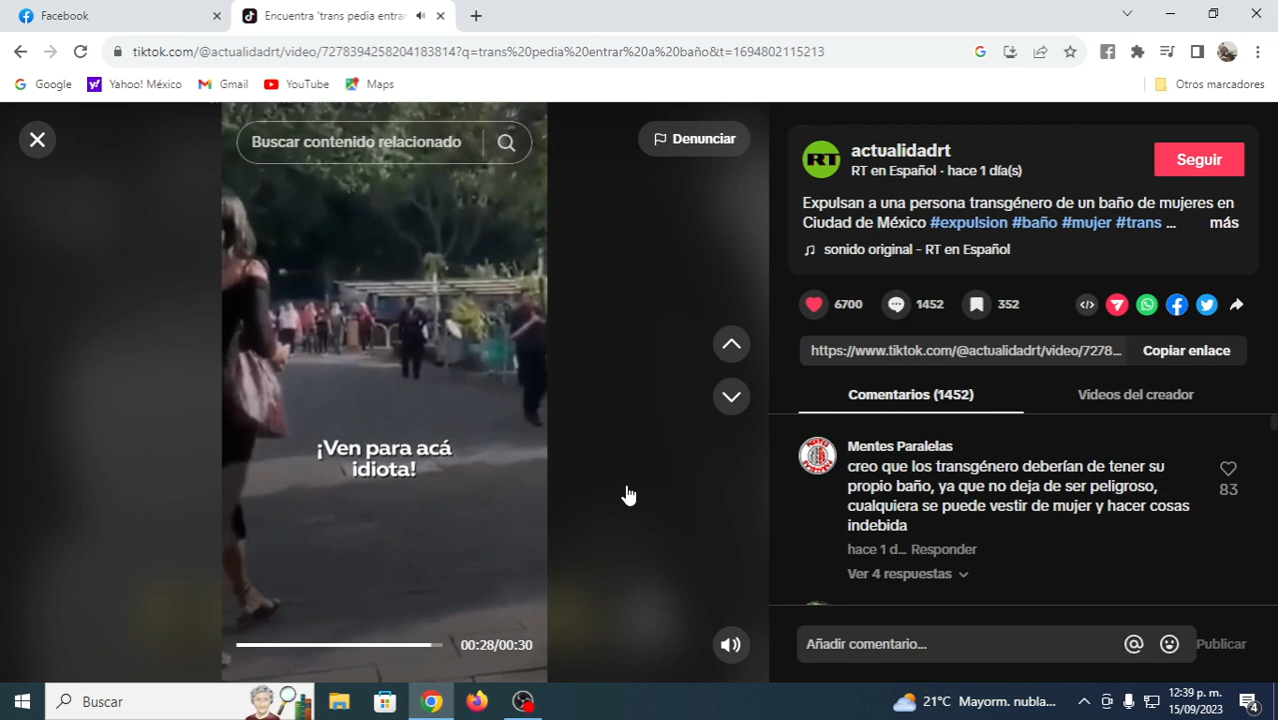 Facebook
Encuentra 'trans pedia entrar
tiktok.com/@actualidadrt/video/7278394258204183814?q=trans%20pedia%20entrar%20a%20baño&t=1694802115213
Google
Yahoo! México
Gmail
YouTube
Maps
Otros marcadores
Buscar contenido relacionado
Denunciar
¡Ven para acá
idiota!
00:28/00:30
RT
actualidadrt
RT en Español · hace 1 día(s)
Seguir
Expulsan a una persona transgénero de un baño de mujeres en
Ciudad de México #expulsion #baño #mujer #trans ... más
sonido original - RT en Español
6700
1452
352
https://www.tiktok.com/@actualidadrt/video/7278...
Copiar enlace
Comentarios (1452)
Videos del creador
Mentes Paralelas
creo que los transgénero deberían de tener su
propio baño, ya que no deja de ser peligroso,
cualquiera se puede vestir de mujer y hacer cosas
indebida
83
hace 1 d... Responder
Ver 4 respuestas
Añadir comentario...
Publicar
Buscar
21°C Mayorm. nubla...
12:39 p. m.
15/09/2023
4